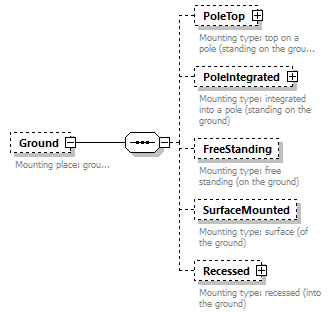 PoleTop
Mounting type: top on a
pole (standing on the grou...
PoleIntegrated
Mounting type: integrated
into a pole (standing on the
ground)
Ground
Mounting place: grou...
FreeStanding
Mounting type: free
standing (on the ground)
SurfaceMounted
Mounting type: surface (of
the ground)
Recessed
Mounting type: recessed (into
the ground)